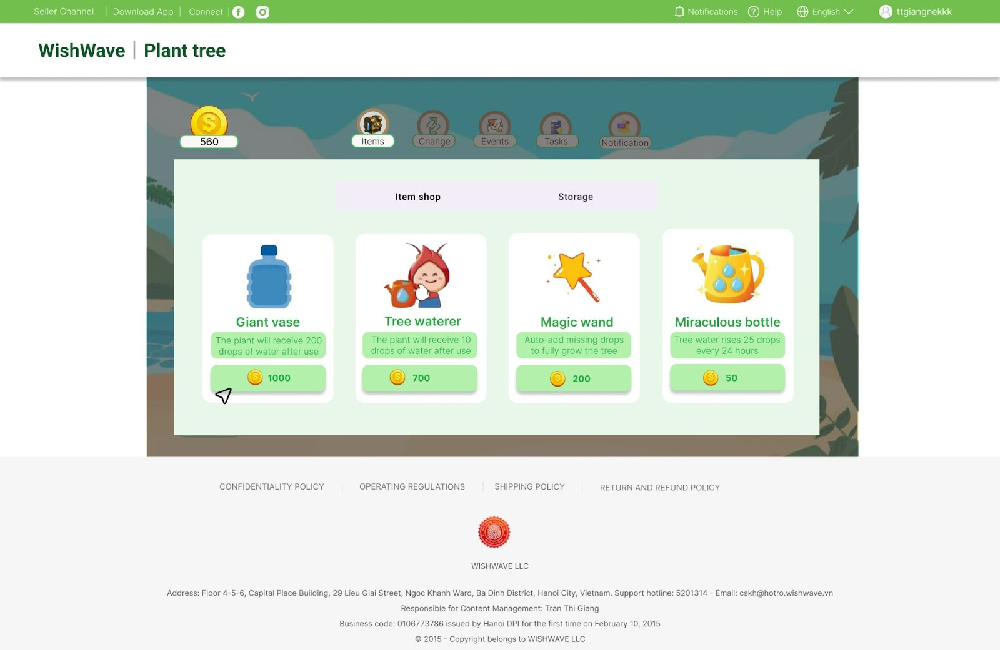 Seller Channel | Download App | Connect |
Notifications Help English ttgiangnekkk
WishWave | Plant tree
560
Items
Change
Events
Tasks
Notification
Item shop
Storage
Giant vase
The plant will receive 200
drops of water after use
1000
Tree waterer
The plant will receive 10
drops of water after use
700
Magic wand
Auto-add missing drops
to fully grow the tree
200
Miraculous bottle
Tree water rises 25 drops
every 24 hours
50
CONFIDENTIALITY POLICY | OPERATING REGULATIONS | SHIPPING POLICY | RETURN AND REFUND POLICY
WISHWAVE LLC
Address: Floor 4-5-6, Capital Place Building, 29 Lieu Giai Street, Ngoc Khanh Ward, Ba Dinh District, Hanoi City, Vietnam. Support hotline: 5201314 - Email: cskh@hotro.wishwave.vn
Responsible for Content Management: Tran Thi Giang
Business code: 0106773786 issued by Hanoi DPI for the first time on February 10, 2015
© 2015 - Copyright belongs to WISHWAVE LLC